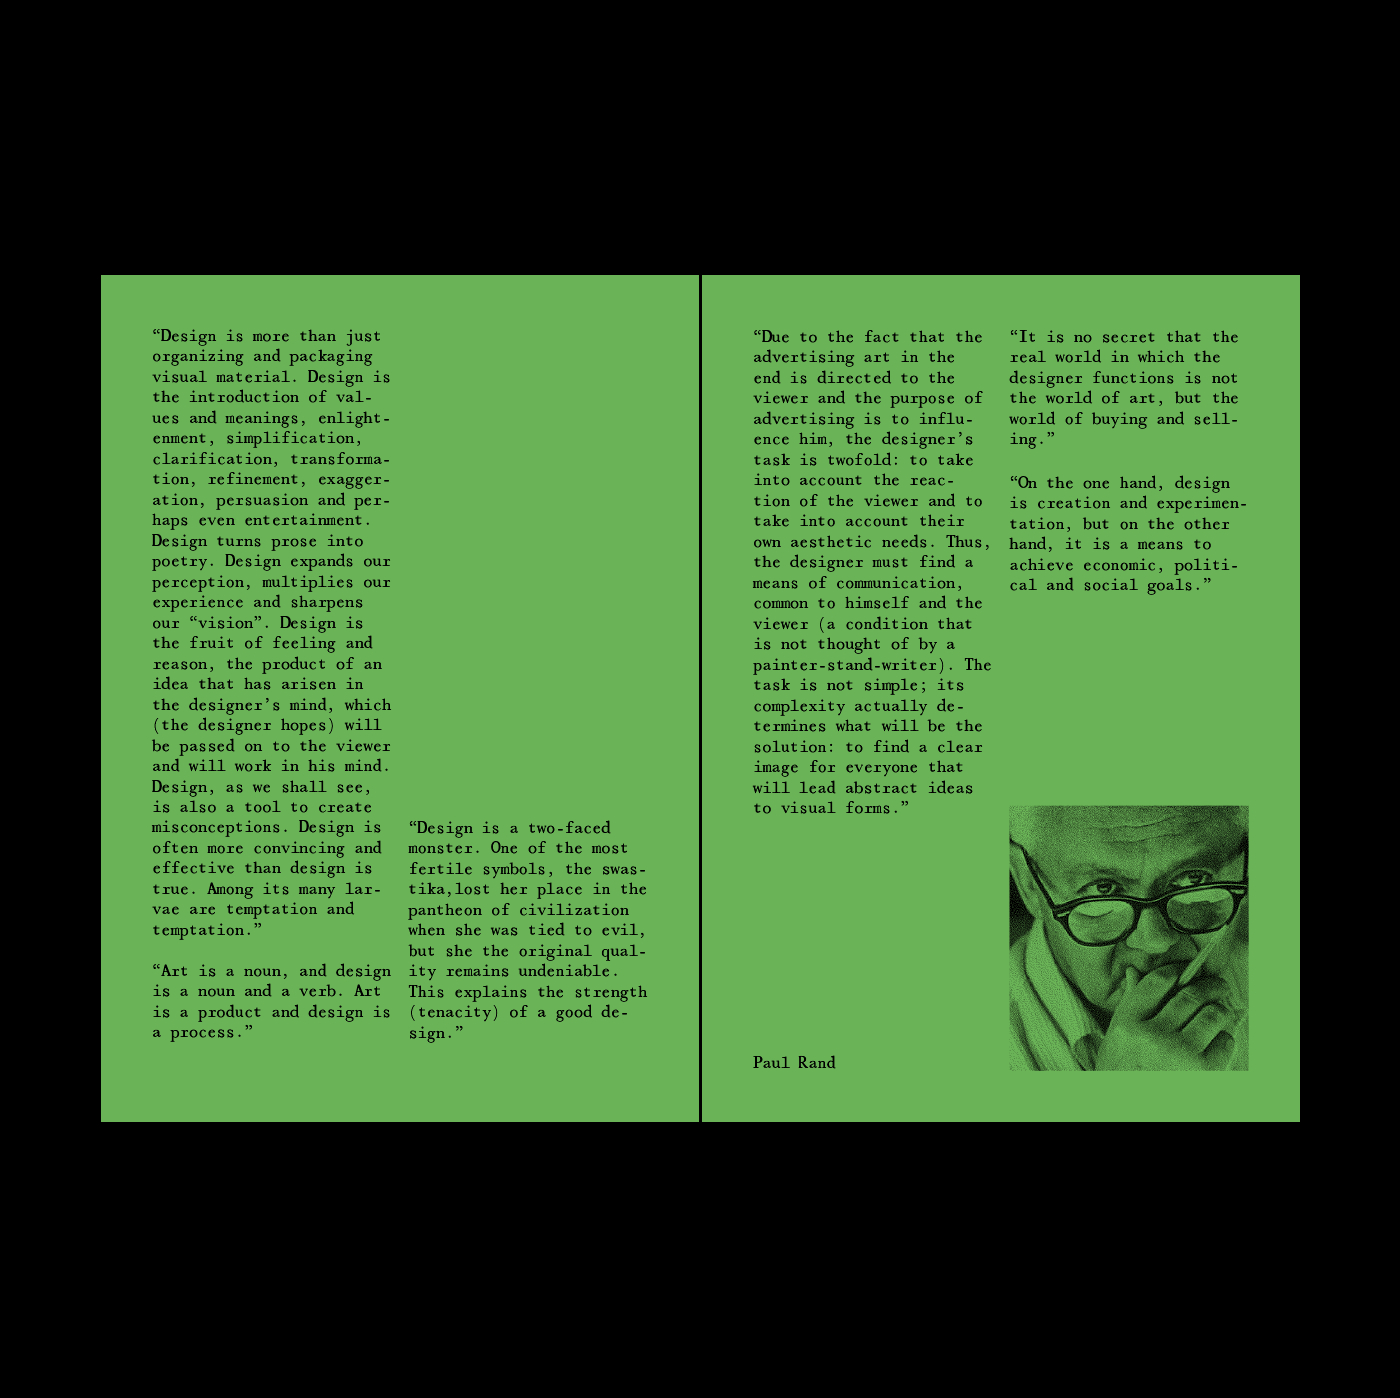 “Design is more than just
organizing and packaging
visual material. Design is
the introduction of val-
ues and meanings, enlight-
enment, simplification,
clarification, transforma-
tion, refinement, exagger-
ation, persuasion and per-
haps even entertainment.
Design turns prose into
poetry. Design expands our
perception, multiplies our
experience and sharpens
our “vision”. Design is
the fruit of feeling and
reason, the product of an
idea that has arisen in
the designer’s mind, which
(the designer hopes) will
be passed on to the viewer
and will work in his mind.
Design, as we shall see,
is also a tool to create
misconceptions. Design is
often more convincing and
effective than design is
true. Among its many lar-
vae are temptation and
temptation.”
“Art is a noun, and design
is a noun and a verb. Art
is a product and design is
a process.”
“Design is a two-faced
monster. One of the most
fertile symbols, the swas-
tika,lost her place in the
pantheon of civilization
when she was tied to evil,
but she the original qual-
ity remains undeniable.
This explains the strength
(tenacity) of a good de-
sign.”
“Due to the fact that the
advertising art in the
end is directed to the
viewer and the purpose of
advertising is to influ-
ence him, the designer’s
task is twofold: to take
into account the reac-
tion of the viewer and to
take into account their
own aesthetic needs. Thus,
the designer must find a
means of communication,
common to himself and the
viewer (a condition that
is not thought of by a
painter-stand-writer). The
task is not simple; its
complexity actually de-
termines what will be the
solution: to find a clear
image for everyone that
will lead abstract ideas
to visual forms.”
“It is no secret that the
real world in which the
designer functions is not
the world of art, but the
world of buying and sell-
ing.”
“On the one hand, design
is creation and experimen-
tation, but on the other
hand, it is a means to
achieve economic, politi-
cal and social goals.”
Paul Rand